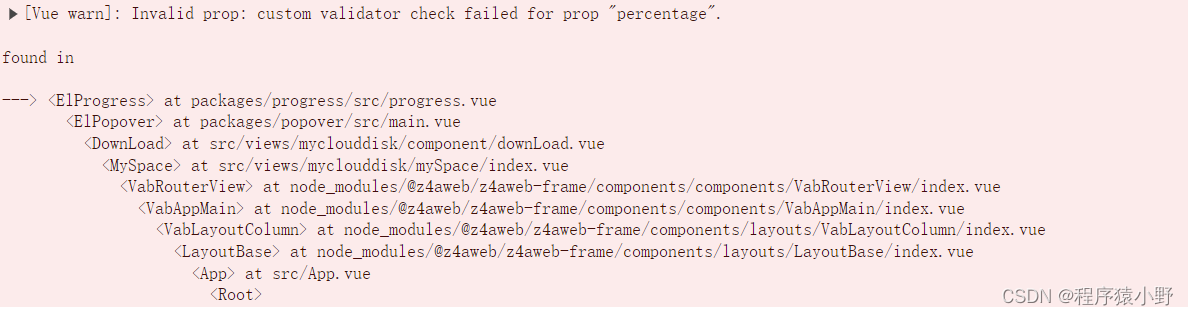 ▶[Vue warn]: Invalid prop: custom validator check failed for prop "percentage".
found in
---> <ElProgress> at packages/progress/src/progress.vue
<ElPopover> at packages/popover/src/main.vue
<DownLoad> at src/views/myclouddisk/component/downLoad.vue
<MySpace> at src/views/myclouddisk/mySpace/index.vue
<VabRouterView> at node_modules/@z4aweb/z4aweb-frame/components/components/VabRouterView/index.vue
<VabAppMain> at node_modules/@z4aweb/z4aweb-frame/components/components/VabAppMain/index.vue
<VabLayoutColumn> at node_modules/@z4aweb/z4aweb-frame/components/layouts/VabLayoutColumn/index.vue
<LayoutBase> at node_modules/@z4aweb/z4aweb-frame/components/layouts/LayoutBase/index.vue
<App> at src/App.vue
<Root>
CSDN @程序猿小野